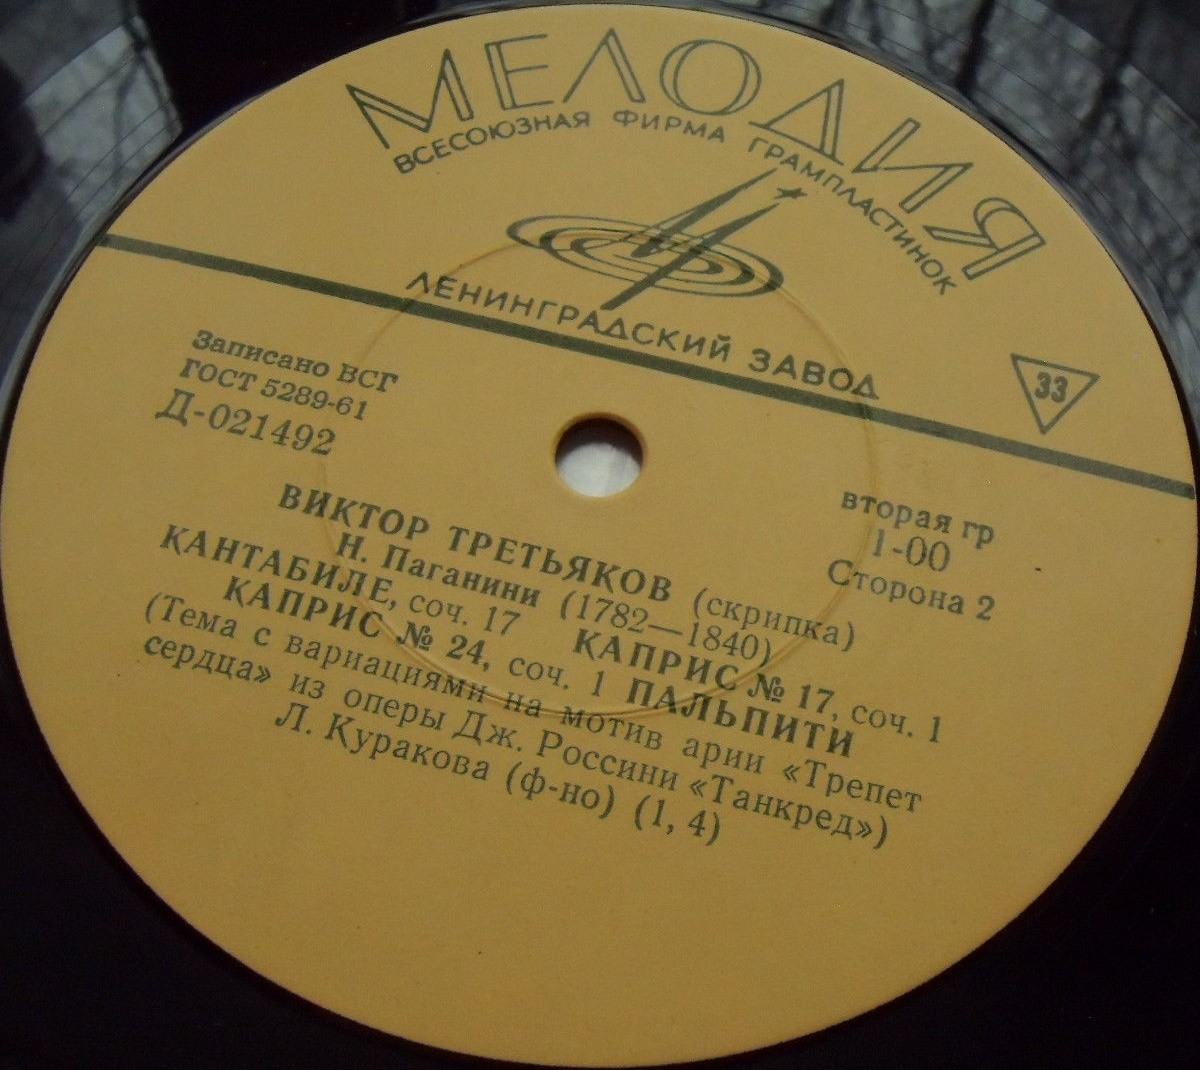 МЕЛОДИЯ
ВСЕСОЮЗНАЯ ФИРМА ГРАМПЛАСТИНОК
ЛЕНИНГРАДСКИЙ ЗАВОД
33
Записано ВСГ
ГОСТ 5289-61
Д-021492
вторая гр
1-00
Сторона 2
ВИКТОР ТРЕТЬЯКОВ (скрипка)
Н. Паганини (1782—1840)
КАНТАБИЛЕ, соч. 17 КАПРИС № 17, соч. 1
КАПРИС № 24, соч. 1 ПАЛЬПИТИ
(Тема с вариациями на мотив арии «Трепет
сердца» из оперы Дж. Россини «Танкред»)
Л. Куракова (ф-но) (1, 4)